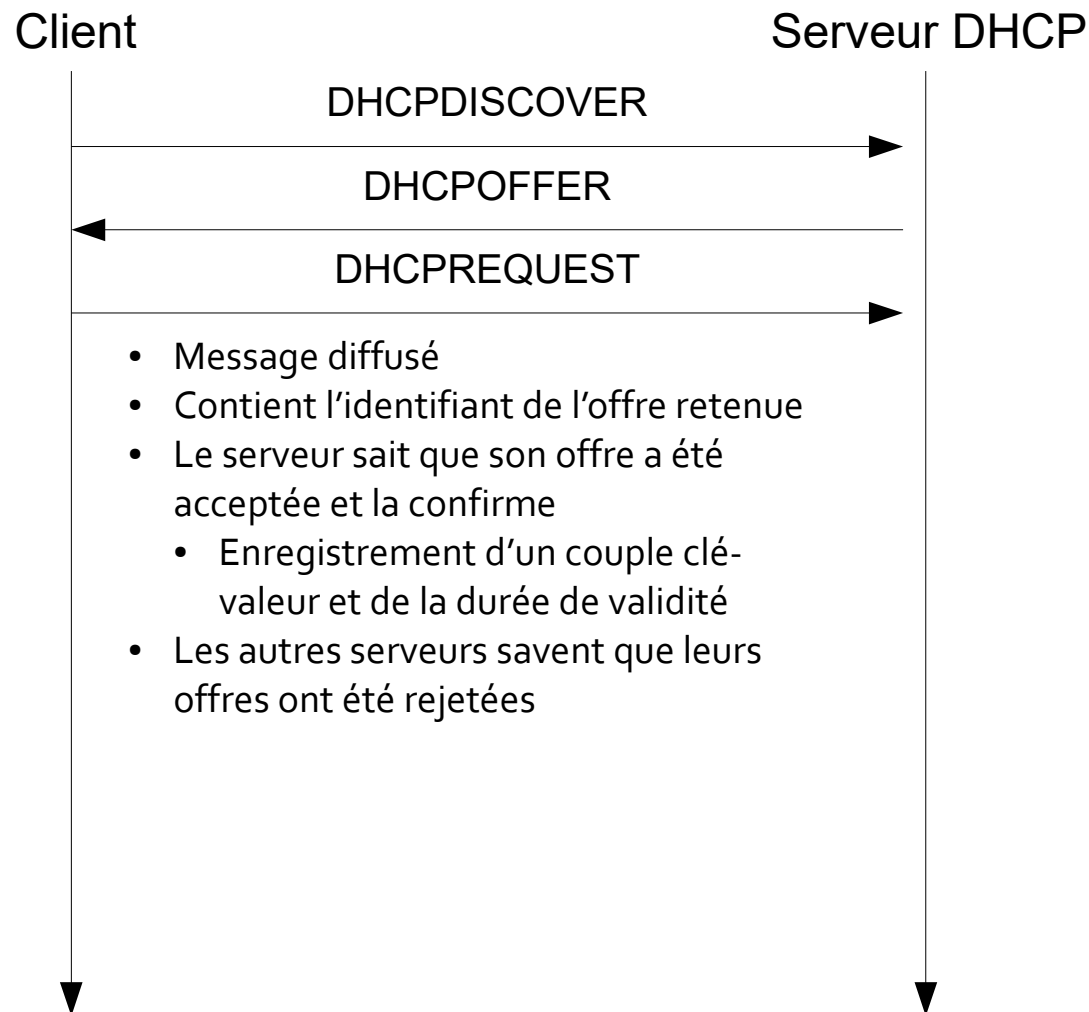 Client
Serveur DHCP
DHCPDISCOVER
DHCPOFFER
DHCPREQUEST
• Message diffusé
• Contient l’identifiant de l’offre retenue
• Le serveur sait que son offre a été
acceptée et la confirme
• Enregistrement d’un couple clé-
valeur et de la durée de validité
• Les autres serveurs savent que leurs
offres ont été rejetées